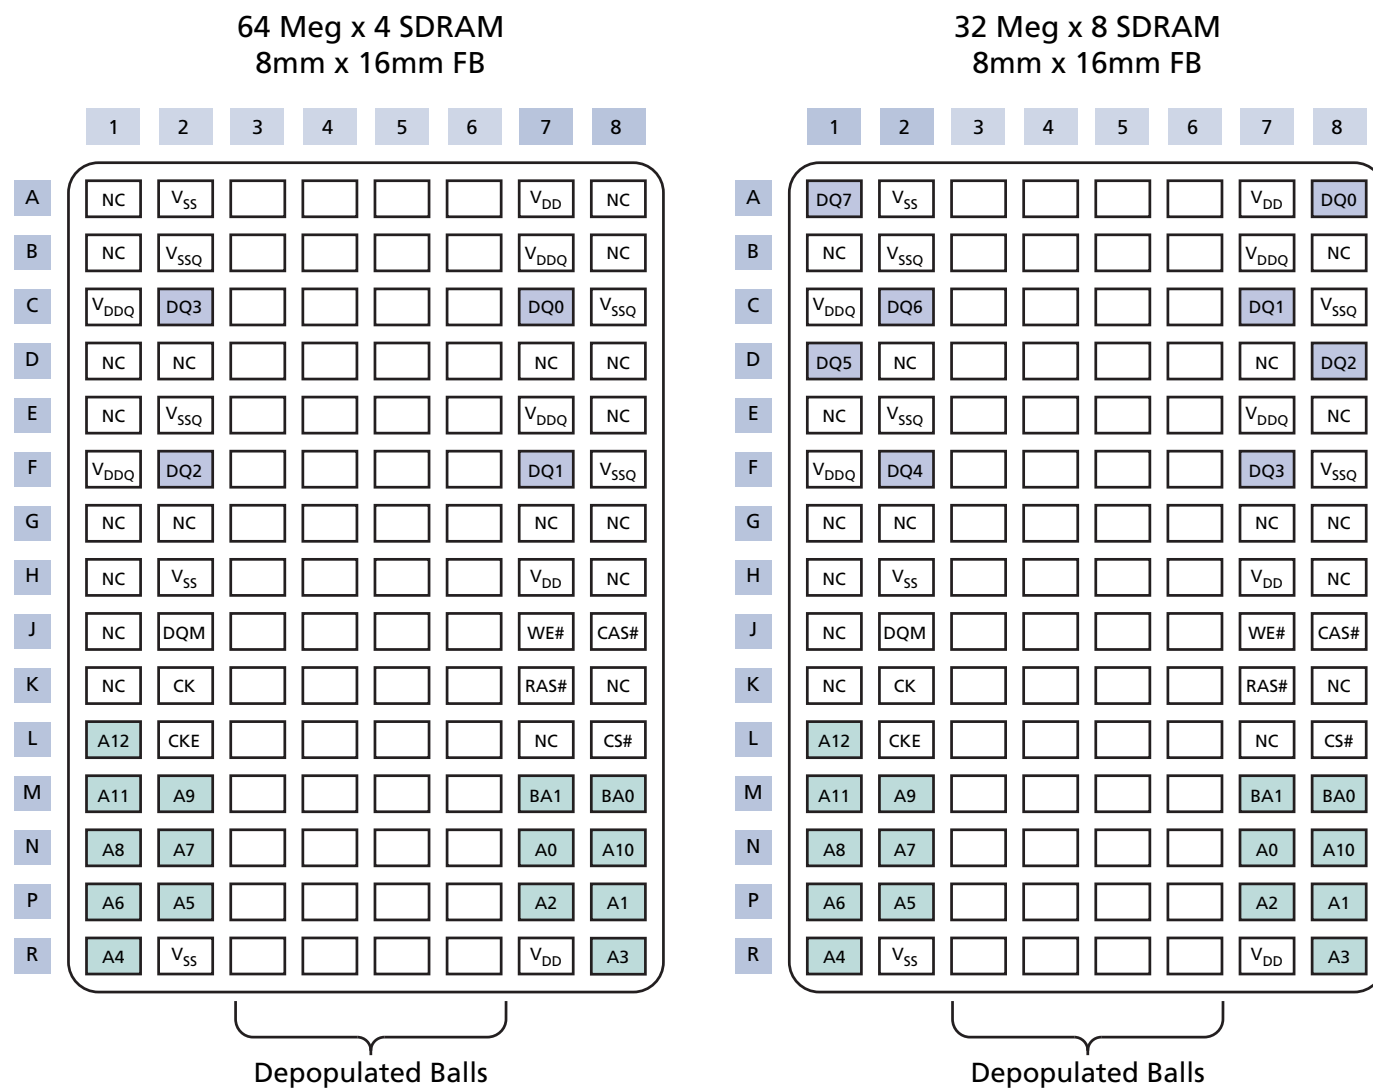 64 Meg x 4 SDRAM
8mm x 16mm FB
1 2 3 4 5 6 7 8
A NC VSS VDD NC
B NC VSSQ VDDQ NC
C VDDQ DQ3 DQ0 VSSQ
D NC NC NC NC
E NC VSSQ VDDQ NC
F VDDQ DQ2 DQ1 VSSQ
G NC NC NC NC
H NC VSS VDD NC
J NC DQM WE# CAS#
K NC CK RAS# NC
L A12 CKE NC CS#
M A11 A9 BA1 BA0
N A8 A7 A0 A10
P A6 A5 A2 A1
R A4 VSS VDD A3
Depopulated Balls
32 Meg x 8 SDRAM
8mm x 16mm FB
1 2 3 4 5 6 7 8
A DQ7 VSS VDD DQ0
B NC VSSQ VDDQ NC
C VDDQ DQ6 DQ1 VSSQ
D DQ5 NC NC DQ2
E NC VSSQ VDDQ NC
F VDDQ DQ4 DQ3 VSSQ
G NC NC NC NC
H NC VSS VDD NC
J NC DQM WE# CAS#
K NC CK RAS# NC
L A12 CKE NC CS#
M A11 A9 BA1 BA0
N A8 A7 A0 A10
P A6 A5 A2 A1
R A4 VSS VDD A3
Depopulated Balls